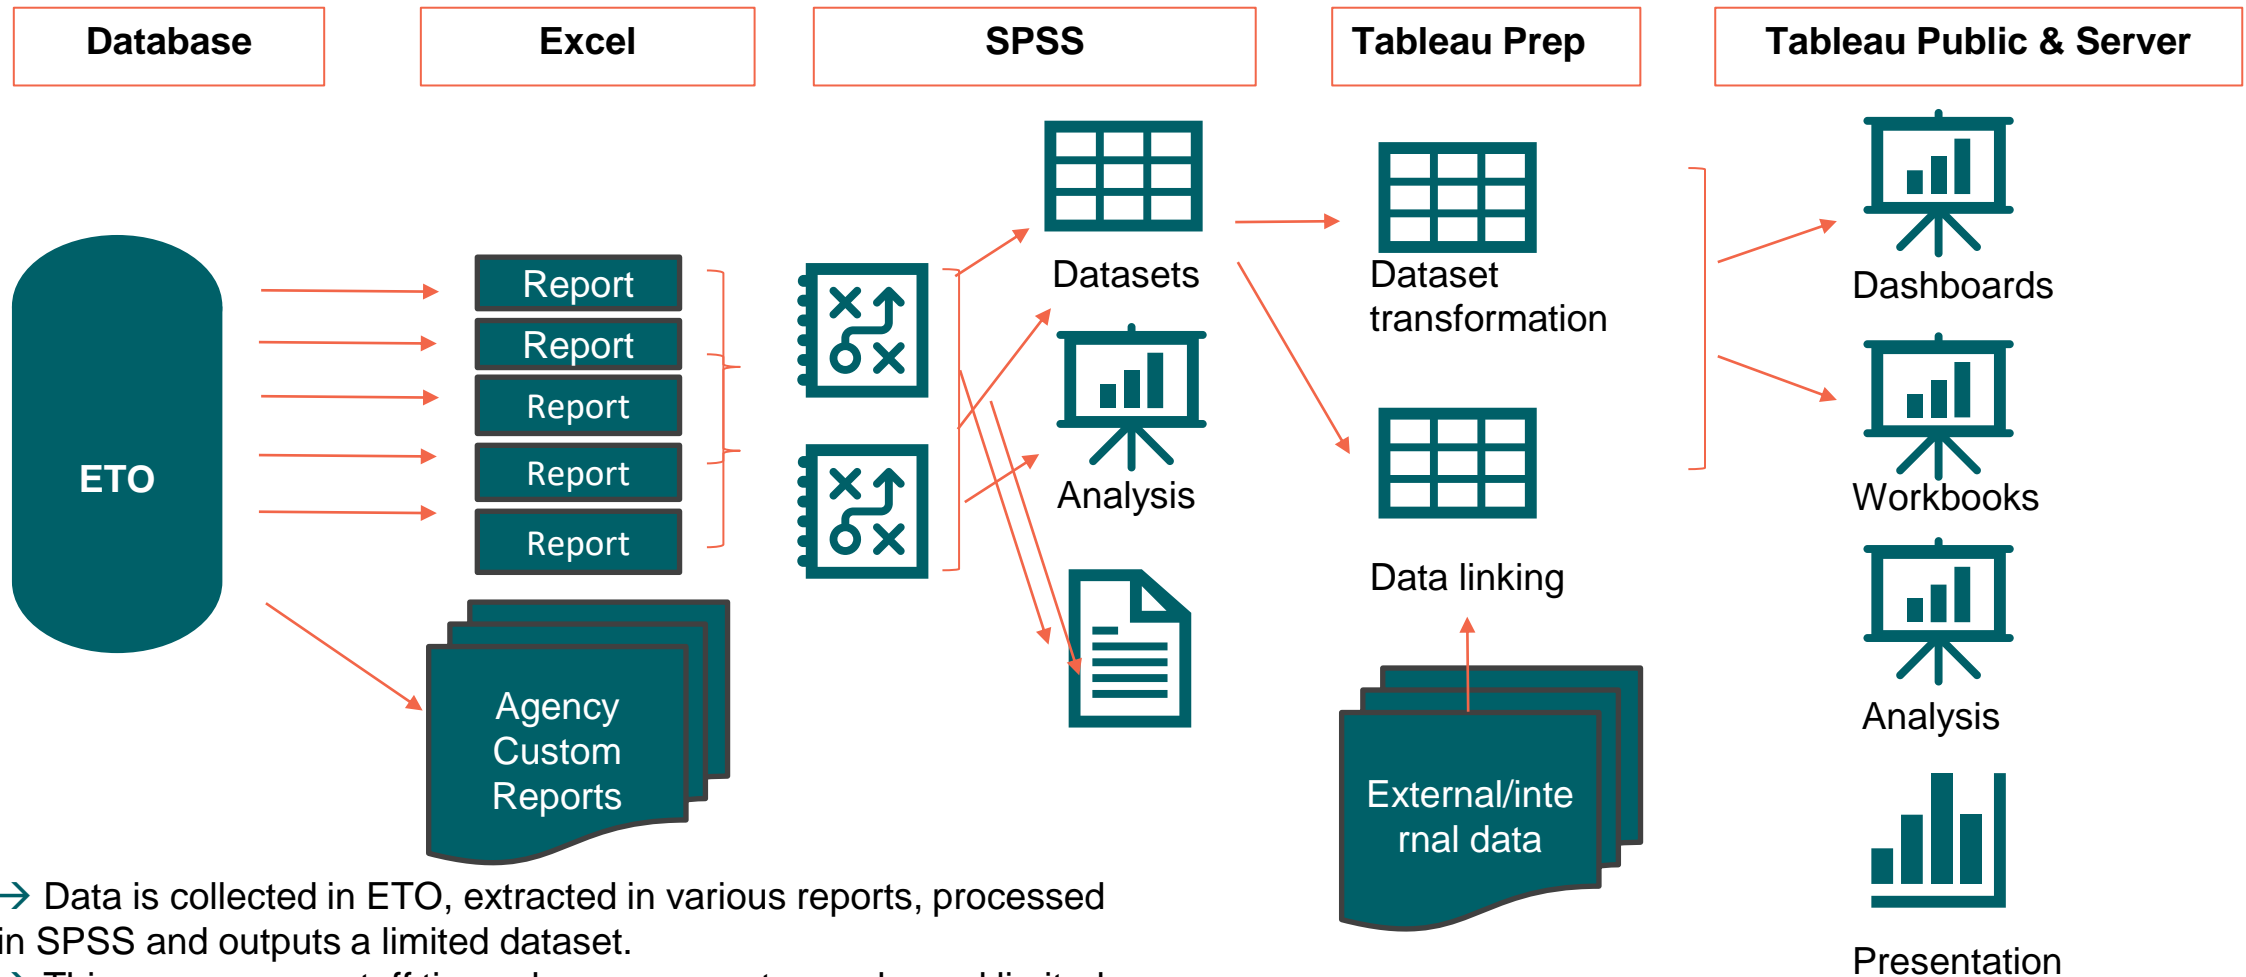 Database
Excel
SPSS
Tableau Prep
Tableau Public & Server
ETO
Report
Report
Report
Report
Report
Agency
Custom
Reports
Datasets
Analysis
Dataset
transformation
Data linking
External/inte
rnal data
Dashboards
Workbooks
Analysis
Presentation
→ Data is collected in ETO, extracted in various reports, processed
in SPSS and outputs a limited dataset.